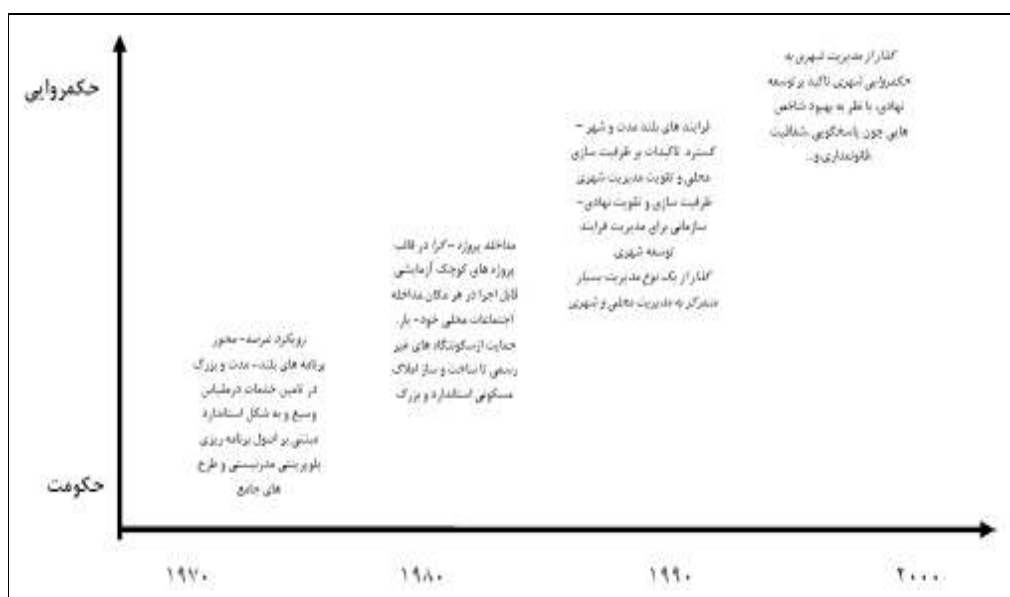 حکمروایی
گذار از مدیریت شهری به
حکمروایی شهری تاکید بر توسعه
نهادی، با نظر به بهبود شاخص
هایی چون پاسخگویی ،شفافیت
،قانونمداری و...
فرایند های بلند مدت و شهر –
گسترد تاکیدات بر ظرفیت سازی
محلی و تقویت مدیریت شهری
ظرفیت سازی و تقویت نهادی –
سازمانی برای مدیریت فرایند
توسعه شهری.
گذار از یک نوع مدیریت بسیار
متمرکز به مدیریت محلی و شهری
مداخله پروژه – گرا در قالب
پروژه های کوچک آزمایشی
قابل اجرا در هر مکان مداخله
اجتماعات محلی خود – یار.
حمایت از سکونتگاه های غیر
رسمی تا ساخت و ساز املاک
مسکونی استاندارد و بزرگ
رویکرد عرضه – محور
برنامه های بلند – مدت و بزرگ
در تامین خدمات در مقیاس
وسیع و به شکل استاندارد
مبتنی بر اصول برنامه ریزی
بلوپرینتی مدرنیستی و طرح
های جامع
حکومت
۱۹۷۰
۱۹۸۰
۱۹۹۰
۲۰۰۰